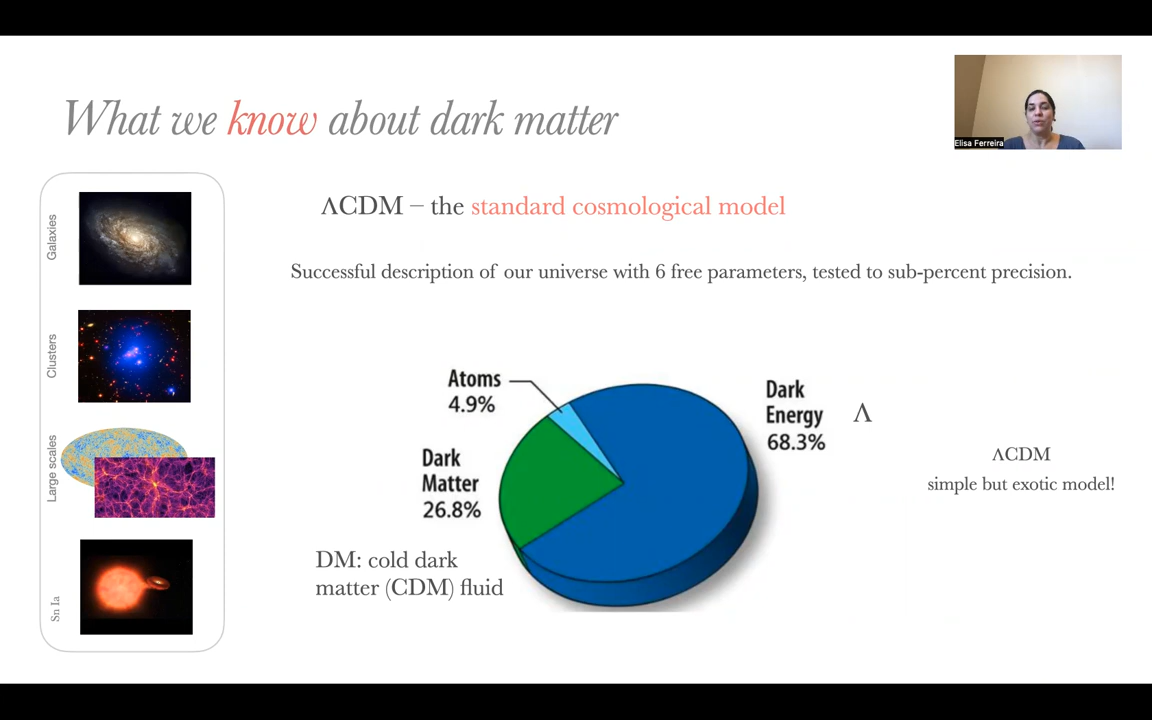 What we know about dark matter
Elisa Ferreira
Galaxies
Clusters
Large scales
Sn Ia
ΛCDM – the standard cosmological model
Successful description of our universe with 6 free parameters, tested to sub-percent precision.
Atoms
4.9%
Dark
Matter
26.8%
Dark
Energy
68.3%
Λ
ΛCDM
simple but exotic model!
DM: cold dark
matter (CDM) fluid